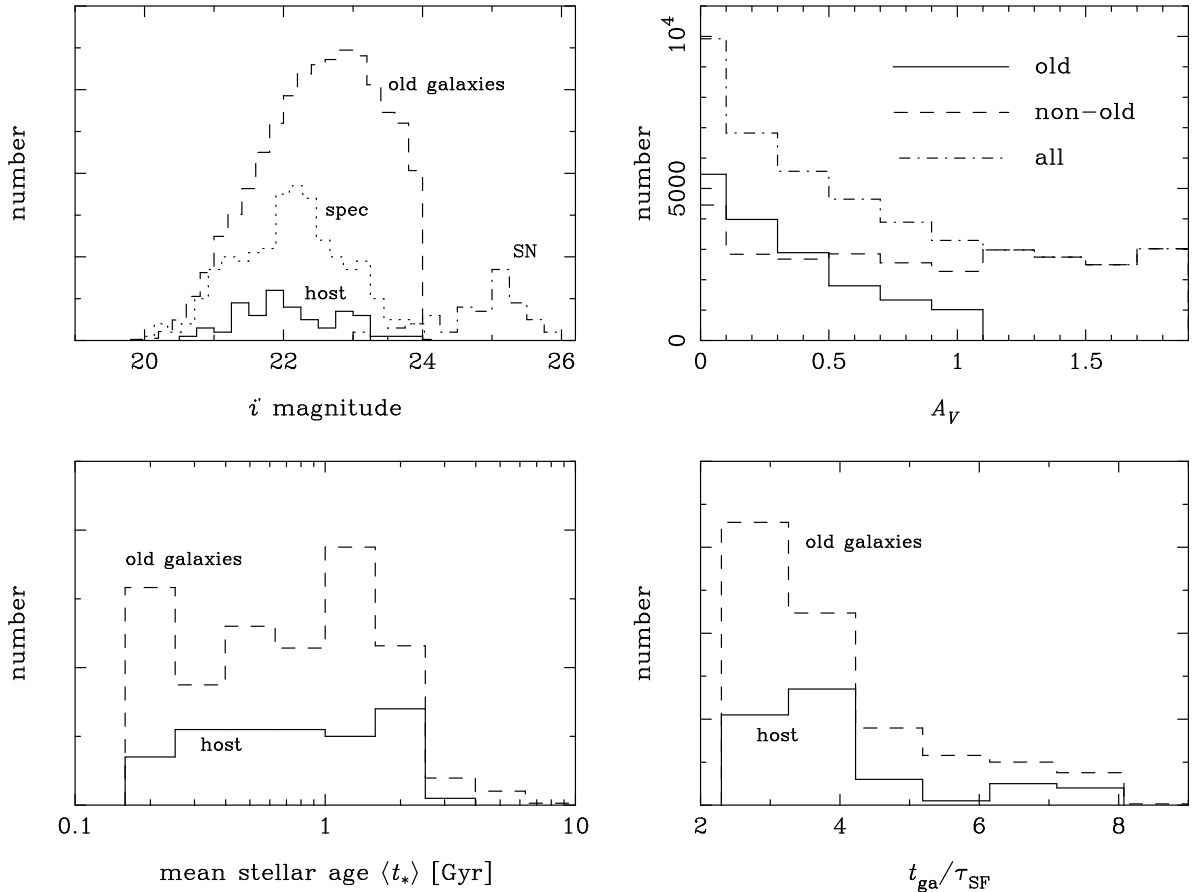 old galaxies
spec
SN
host
number
20 22 24 26
i' magnitude
10⁴
5000
0
number
old
non-old
all
0 0.5 1 1.5
A_V
old galaxies
host
number
0.1 1 10
mean stellar age ⟨t_*⟩ [Gyr]
old galaxies
host
number
2 4 6 8
t_ga/τ_SF